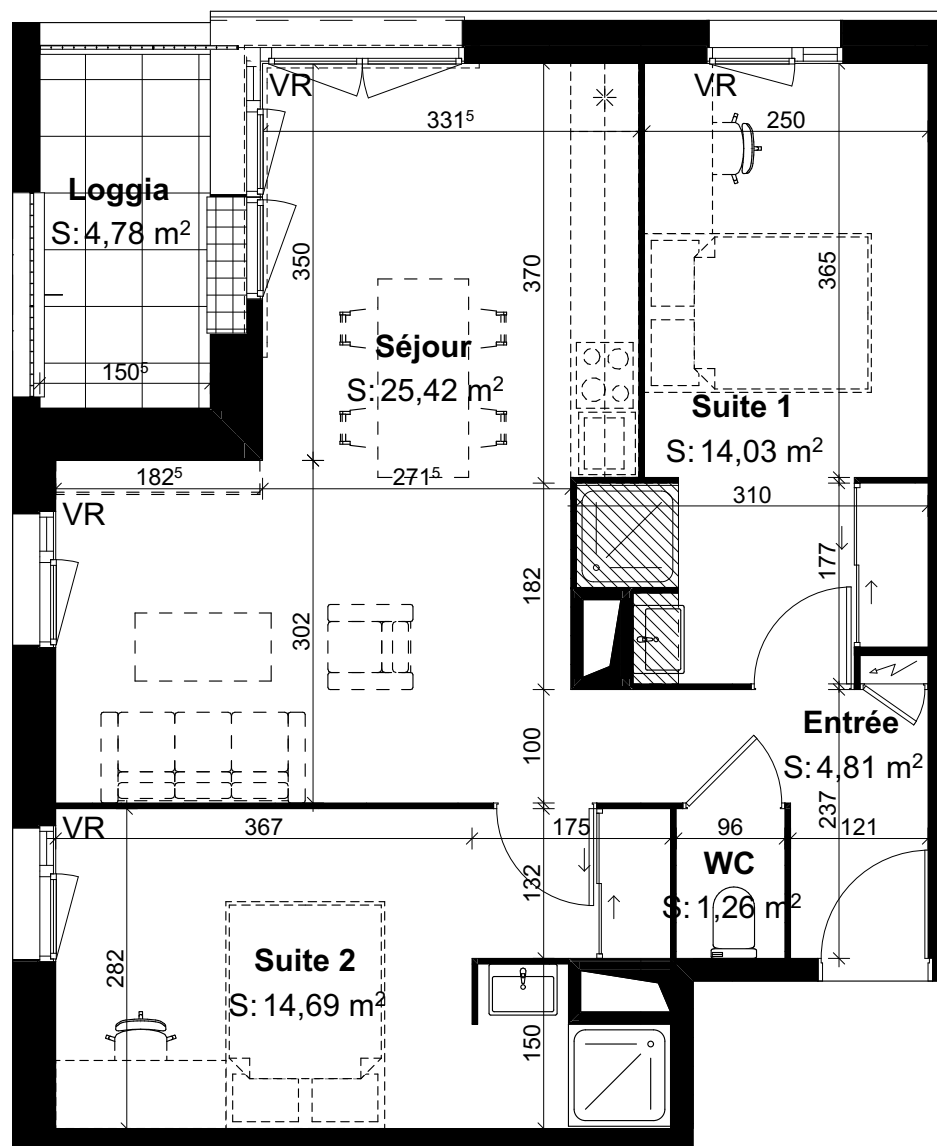 VR
VR
331⁵
250
Loggia
S: 4,78 m²
350
370
365
Séjour
S: 25,42 m²
150⁵
Suite 1
S: 14,03 m²
182⁵
271⁵
310
VR
177
182
302
Entrée
S: 4,81 m²
100
237
VR
367
175
96
121
WC
S: 1,26 m²
132
Suite 2
S: 14,69 m²
282
150